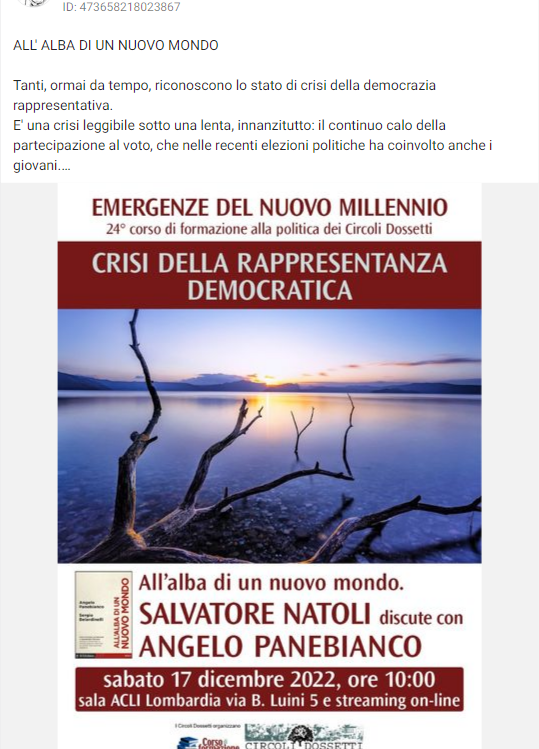 ID: 473658218023867
ALL' ALBA DI UN NUOVO MONDO
Tanti, ormai da tempo, riconoscono lo stato di crisi della democrazia
rappresentativa.
E' una crisi leggibile sotto una lenta, innanzitutto: il continuo calo della
partecipazione al voto, che nelle recenti elezioni politiche ha coinvolto anche i
giovani....
EMERGENZE DEL NUOVO MILLENNIO
24° corso di formazione alla politica dei Circoli Dossetti
CRISI DELLA RAPPRESENTANZA
DEMOCRATICA
Angelo
Panebianco
Sergio
Belardinelli
ALL'ALBA DI UN
NUOVO MONDO
All'alba di un nuovo mondo.
SALVATORE NATOLI discute con
ANGELO PANEBIANCO
sabato 17 dicembre 2022, ore 10:00
sala ACLI Lombardia via B. Luini 5 e streaming on-line
I Circoli Dossetti organizzano
Corso di
formazione
CIRCOLI DOSSETTI